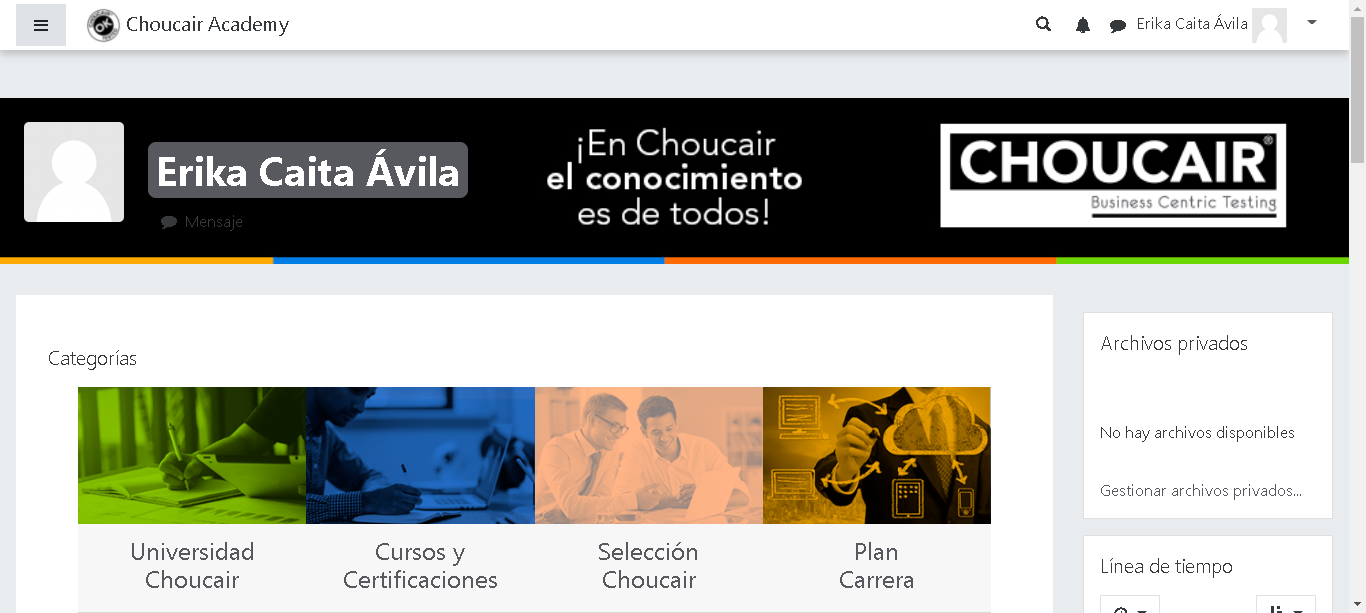 Choucair Academy
Erika Caita Ávila
Erika Caita Ávila
Mensaje
¡En Choucair
el conocimiento
es de todos!
CHOUCAIR®
Business Centric Testing
Categorías
Universidad
Choucair
Cursos y
Certificaciones
Selección
Choucair
Plan
Carrera
Archivos privados
No hay archivos disponibles
Gestionar archivos privados...
Línea de tiempo